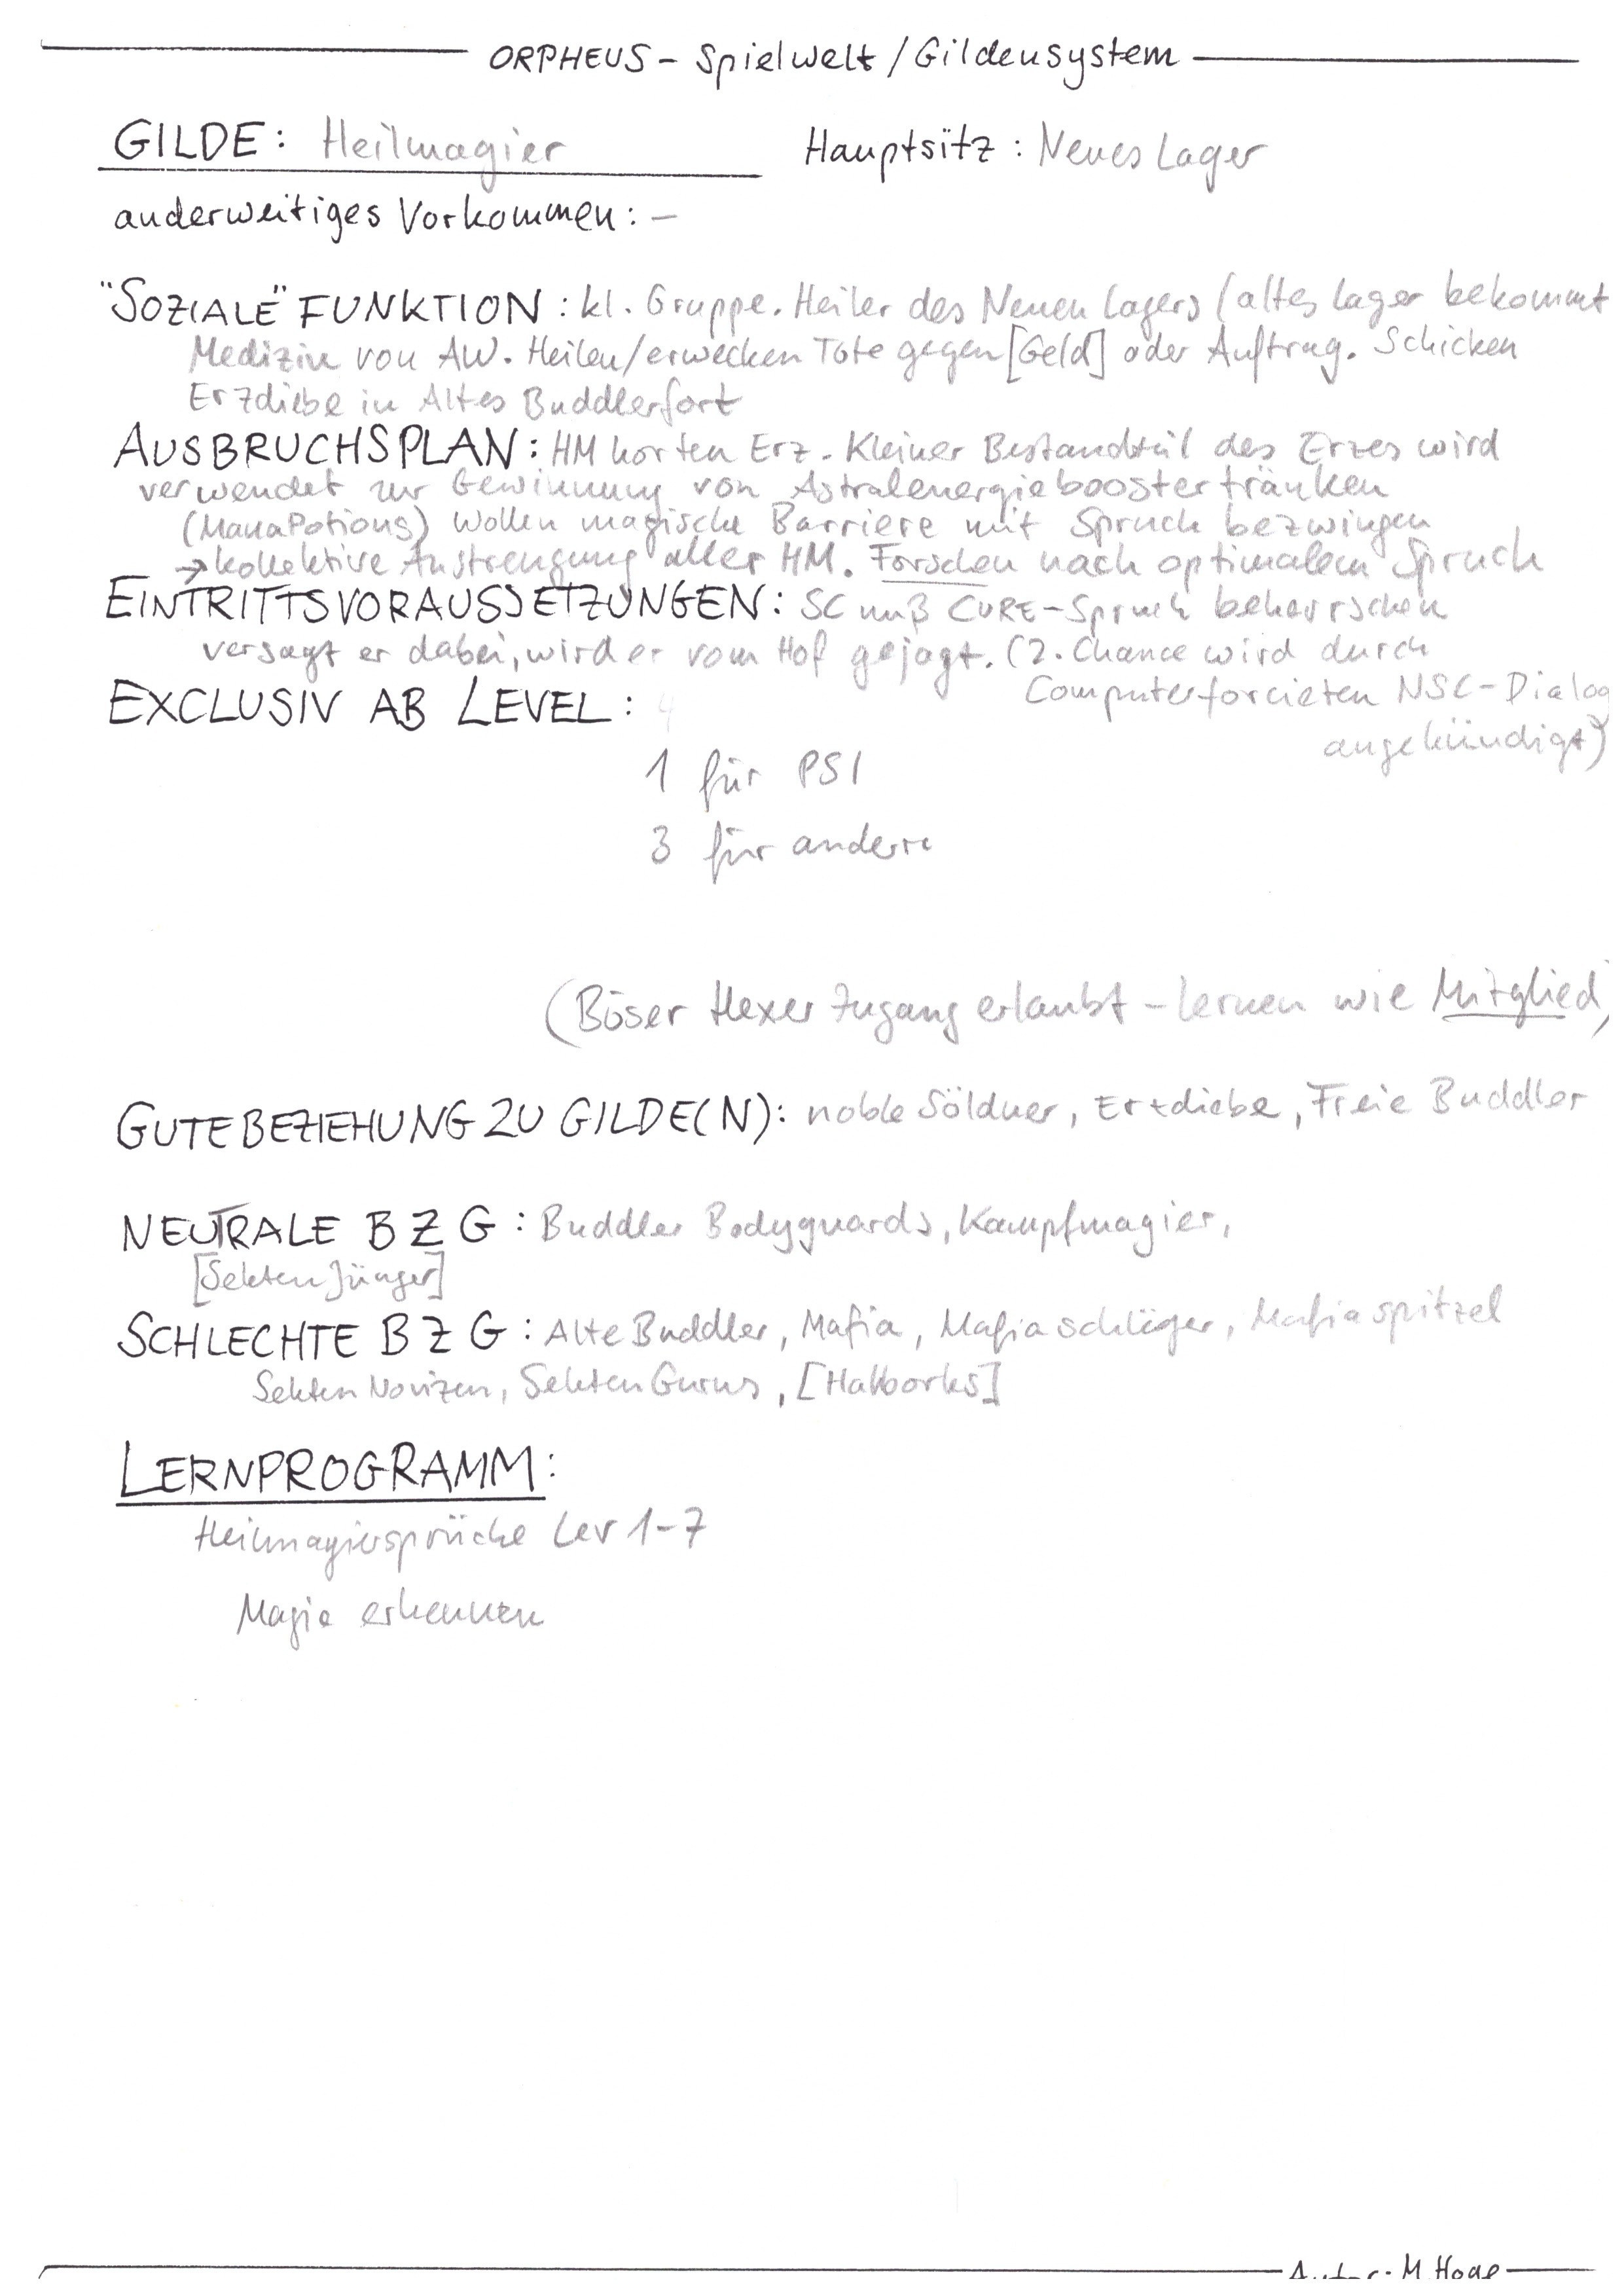 ORPHEUS - Spielwelt / Gildensystem
GILDE: Heilmagier Hauptsitz: Neues Lager
anderweitiges Vorkommen: -
"SOZIALE" FUNKTION: kl. Gruppe. Heiler des Neuen Lagers (altes Lager bekommt
Medizin von AW. Heilen/erwecken Tote gegen [Geld] oder Auftrag. Schicken
Erzdiebe in Altes Buddlerfort
AUSBRUCHSPLAN: HM horten Erz. Kleiner Bestandteil des Erzes wird
verwendet zur Gewinnung von Astralenergieboostertränken
(ManaPotions) Wollen magische Barriere mit Spruch bezwingen
→ kollektive Anstrengung aller HM. Forschen nach optimalem Spruch
EINTRITTSVORAUSSETZUNGEN: SC muß CURE-Spruch beherrschen
versagt er dabei, wird er vom Hof gejagt. (2. Chance wird durch
Computerforcieten NSC-Dialog
angekündigt)
EXCLUSIV AB LEVEL: 4
1 für PSI
3 für andere
(Böser Hexer Zugang erlaubt - lernen wie Mitglied)
GUTE BEZIEHUNG ZU GILDE(N): noble Söldner, Erzdiebe, Freie Buddler
NEUTRALE BZG: Buddler Bodyguards, Kampfmagier,
[Sekten Jünger]
SCHLECHTE BZG: Alte Buddler, Mafia, Mafiaschläger, Mafiaspitzel
Sekten Novizen, Sekten Gurus, [Halborks]
LERNPROGRAMM:
Heilmagiersprüche Lev 1-7
Magie erkennen
Autor: M. Hoge